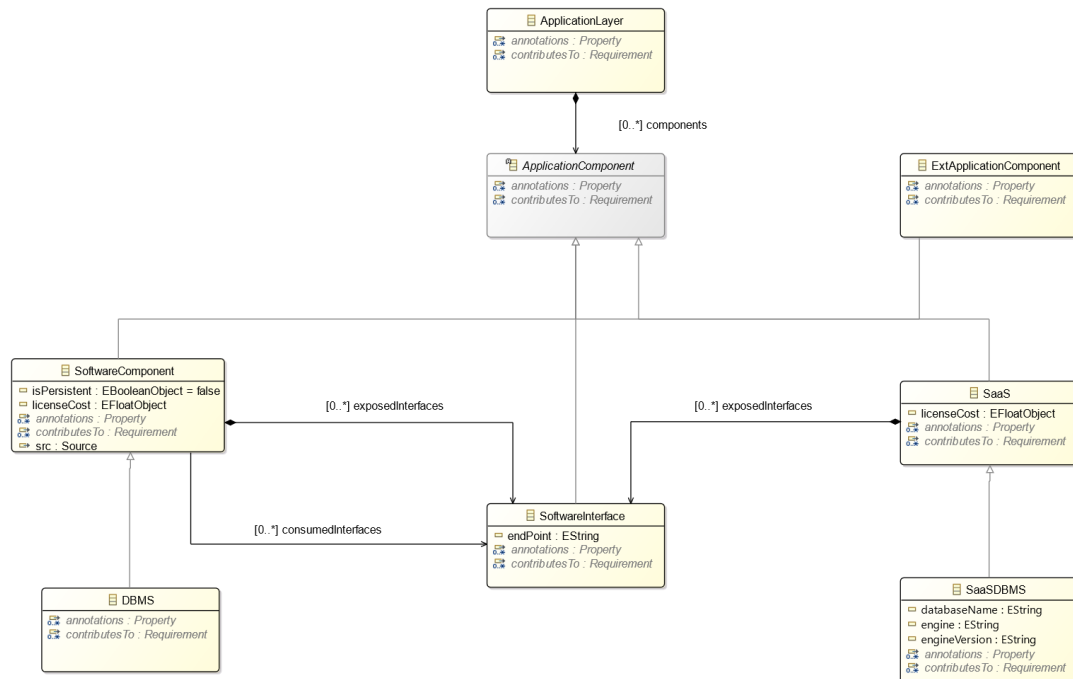 ApplicationLayer
annotations : Property
contributesTo : Requirement
[0..*] components
ApplicationComponent
annotations : Property
contributesTo : Requirement
ExtApplicationComponent
annotations : Property
contributesTo : Requirement
SoftwareComponent
isPersistent : EBooleanObject = false
licenseCost : EFloatObject
annotations : Property
contributesTo : Requirement
src : Source
[0..*] exposedInterfaces
[0..*] exposedInterfaces
SaaS
licenseCost : EFloatObject
annotations : Property
contributesTo : Requirement
[0..*] consumedInterfaces
SoftwareInterface
endPoint : EString
annotations : Property
contributesTo : Requirement
DBMS
annotations : Property
contributesTo : Requirement
SaaSDBMS
databaseName : EString
engine : EString
engineVersion : EString
annotations : Property
contributesTo : Requirement